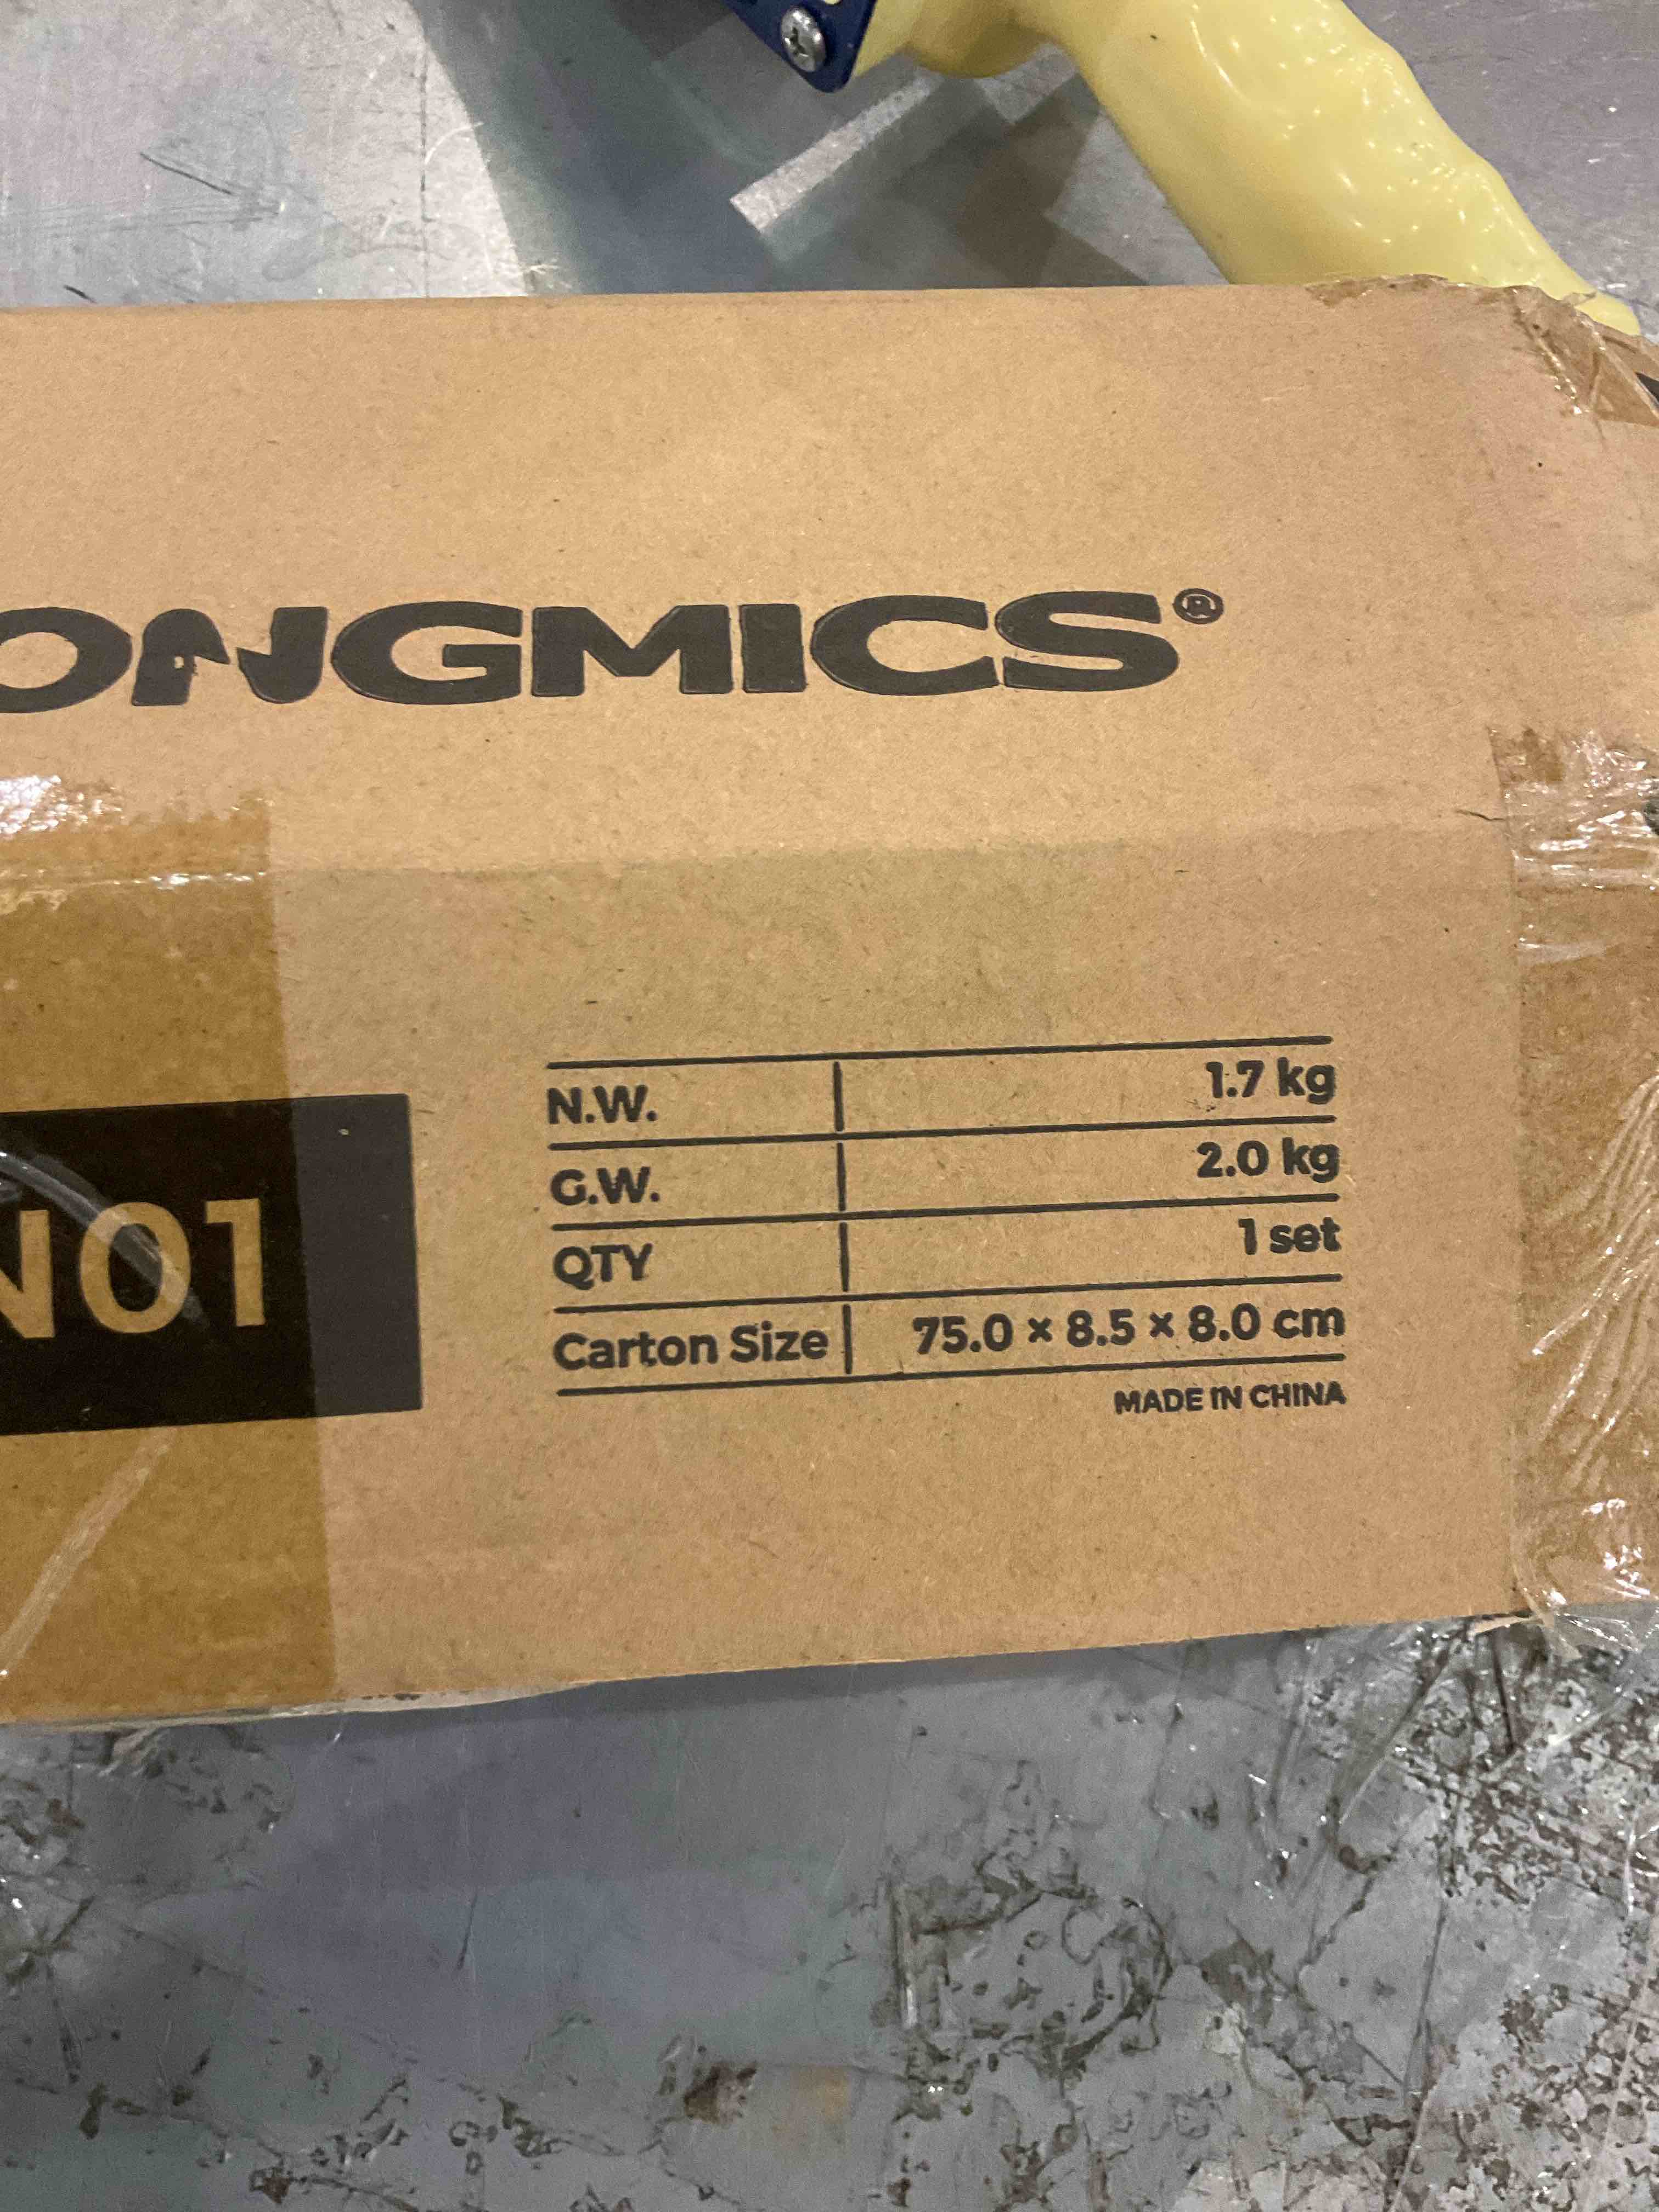 ONGMICS®
N01
N.W. 1.7 kg
G.W. 2.0 kg
QTY 1 set
Carton Size 75.0 × 8.5 × 8.0 cm
MADE IN CHINA